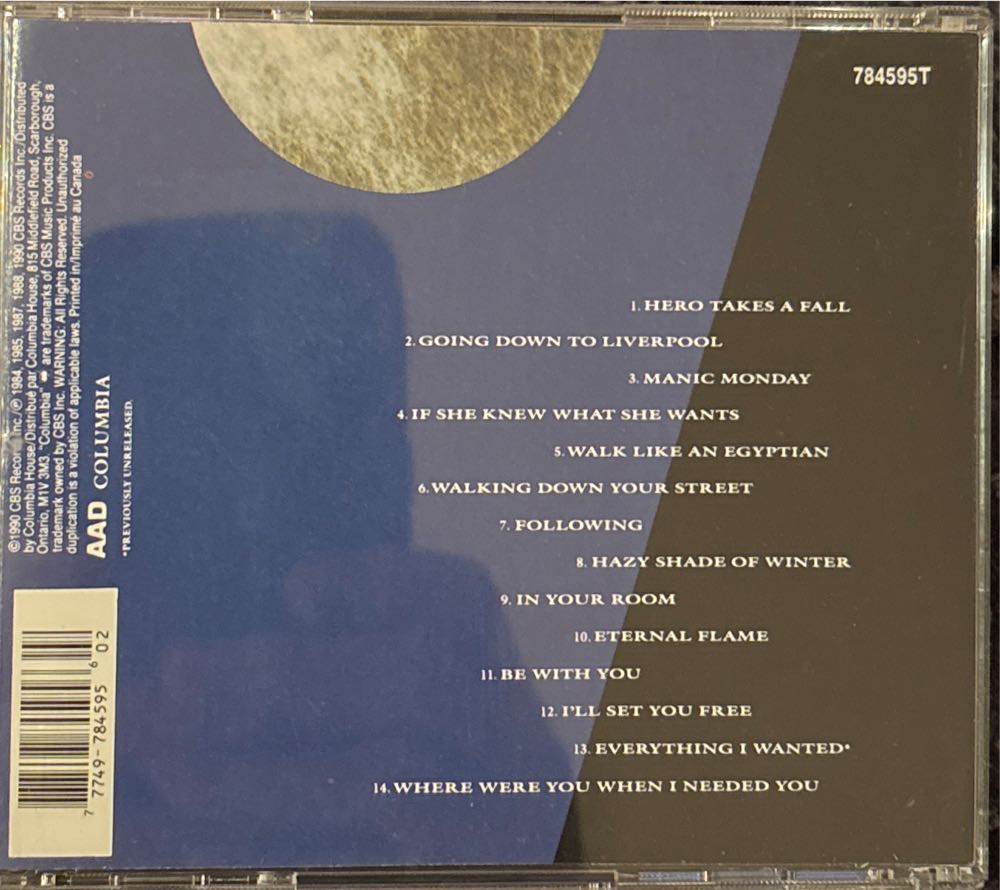 784595T
1. HERO TAKES A FALL
2. GOING DOWN TO LIVERPOOL
3. MANIC MONDAY
4. IF SHE KNEW WHAT SHE WANTS
5. WALK LIKE AN EGYPTIAN
6. WALKING DOWN YOUR STREET
7. FOLLOWING
8. HAZY SHADE OF WINTER
9. IN YOUR ROOM
10. ETERNAL FLAME
11. BE WITH YOU
12. I'LL SET YOU FREE
13. EVERYTHING I WANTED*
14. WHERE WERE YOU WHEN I NEEDED YOU
©1990 CBS Inc./℗ 1984, 1985, 1987, 1988, 1990 CBS Records Inc./Distributed
by Columbia House/Distribué par Columbia House, 815 Middlefield Road, Scarborough,
Ontario, M1V 3M3. "Columbia" are trademarks of CBS Music Products Inc. CBS is a
trademark owned by CBS Inc. WARNING: All Rights Reserved. Unauthorized
duplication is a violation of applicable laws. Printed in/Imprimé au Canada
AAD COLUMBIA
*PREVIOUSLY UNRELEASED.
7 7749-784595 6 02